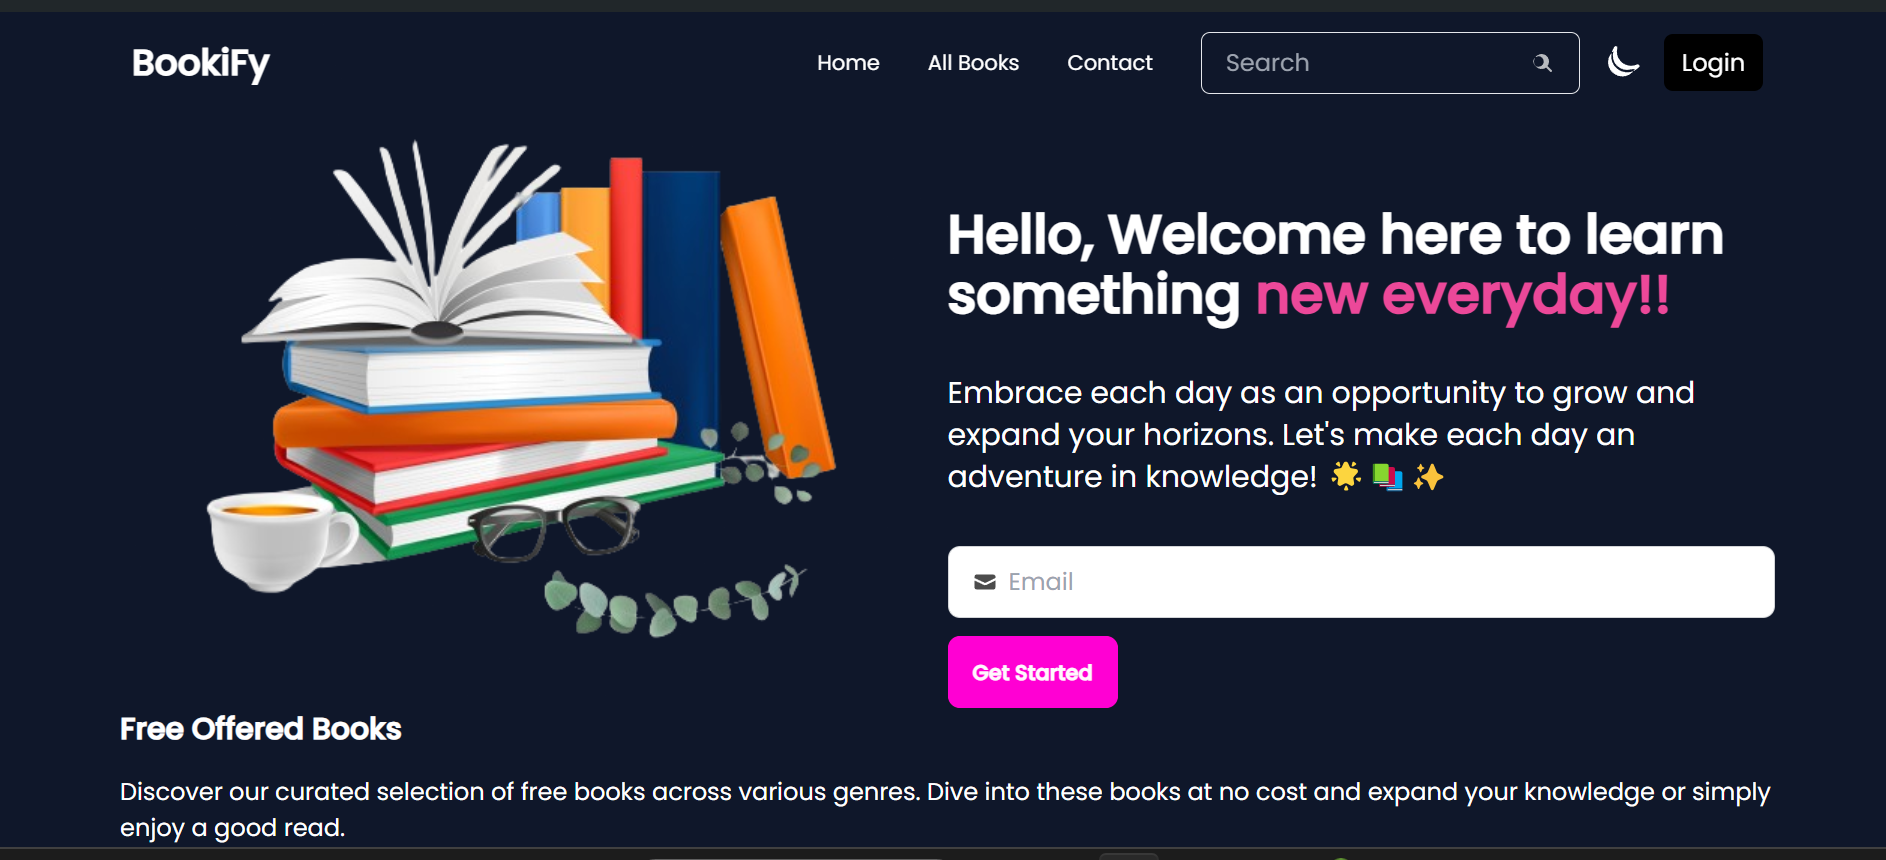 BookiFy
Home
All Books
Contact
Search
Login
Hello, Welcome here to learn
something new everyday!!
Embrace each day as an opportunity to grow and
expand your horizons. Let's make each day an
adventure in knowledge! 🌟 📚 ✨
Email
Get Started
Free Offered Books
Discover our curated selection of free books across various genres. Dive into these books at no cost and expand your knowledge or simply
enjoy a good read.